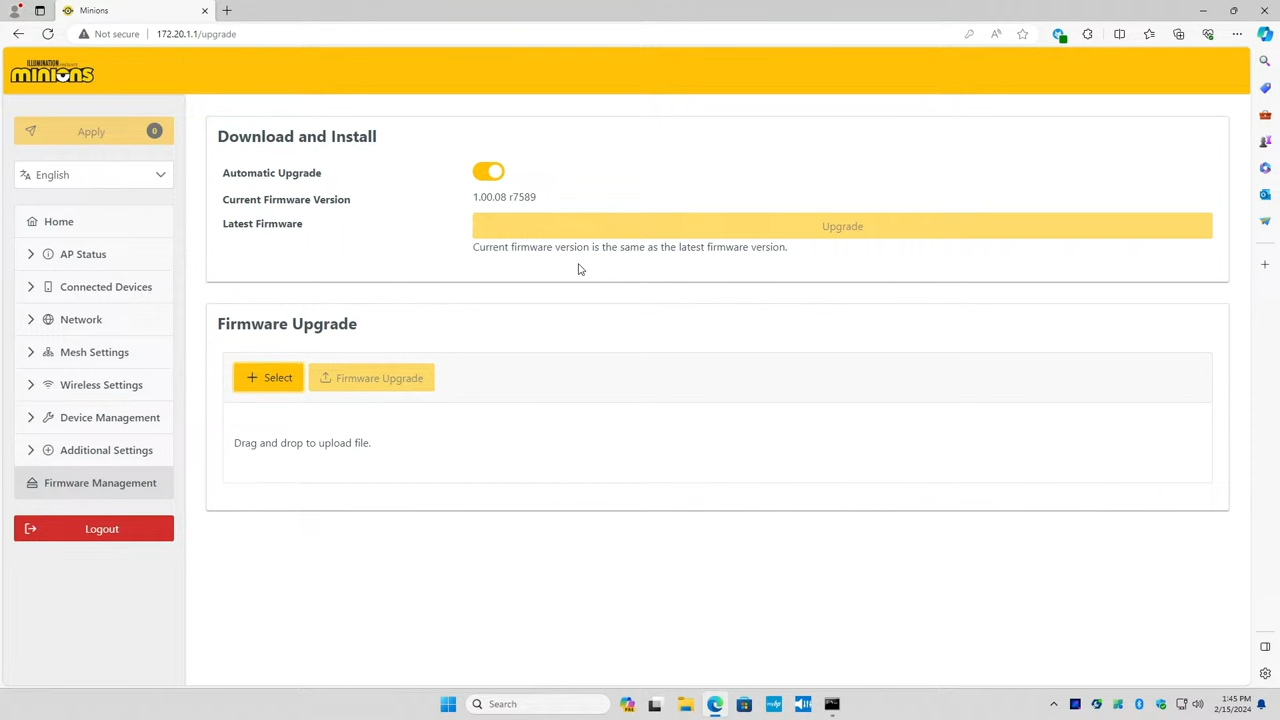 Minions
Not secure 172.20.1.1/upgrade
ILLUMINATION PRESENTS
minions
Apply 0
English
Home
AP Status
Connected Devices
Network
Mesh Settings
Wireless Settings
Device Management
Additional Settings
Firmware Management
Logout
Download and Install
Automatic Upgrade
Current Firmware Version 1.00.08 r7589
Latest Firmware Upgrade
Current firmware version is the same as the latest firmware version.
Firmware Upgrade
Select Firmware Upgrade
Drag and drop to upload file.
Search
1:45 PM
2/15/2024